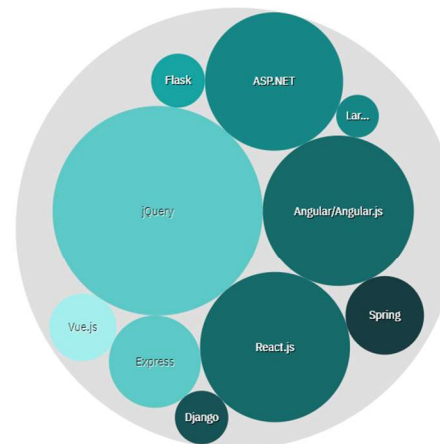 Flask
ASP.NET
Lar...
jQuery
Angular/Angular.js
Vue.js
Express
React.js
Spring
Django